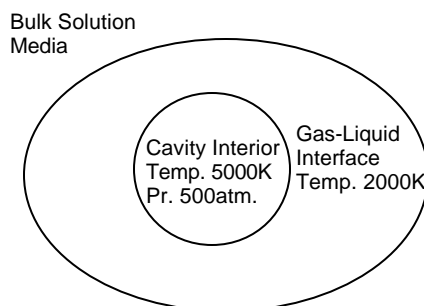 Bulk Solution
Media
Cavity Interior
Temp. 5000K
Pr. 500atm.
Gas-Liquid
Interface
Temp. 2000K